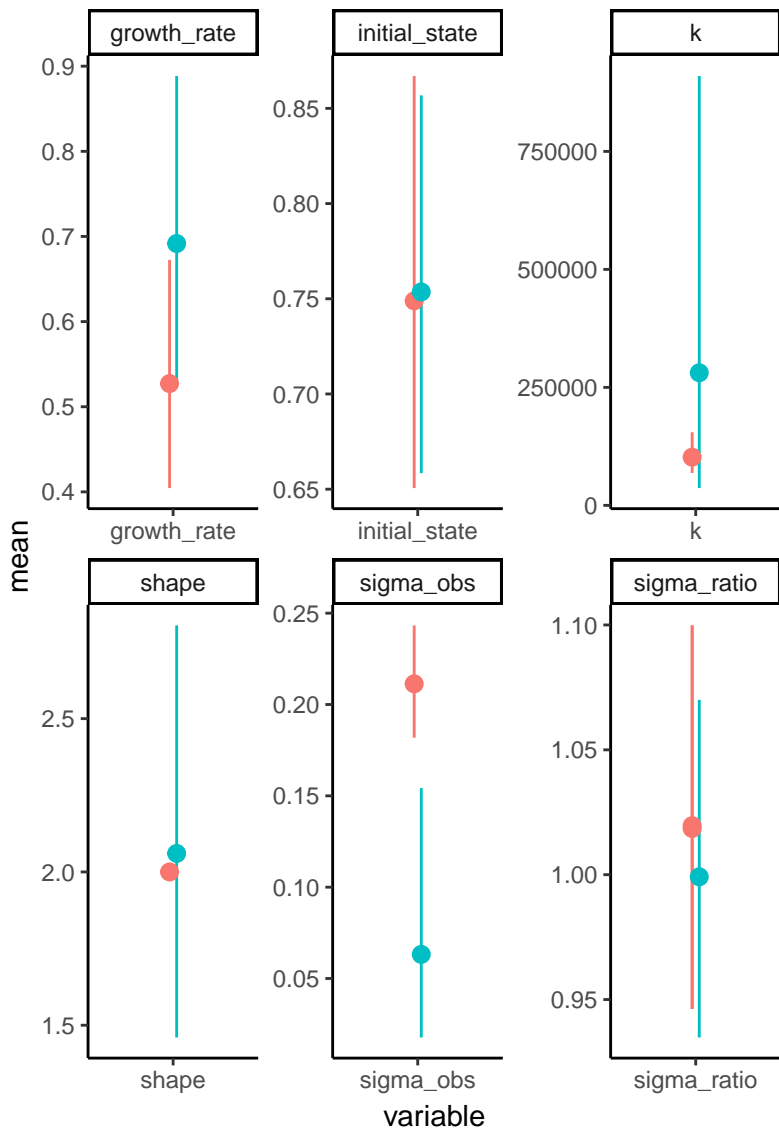 growth_rate
initial_state
k
0.9
0.8
0.7
0.6
0.5
0.4
0.85
0.80
0.75
0.70
0.65
750000
500000
250000
0
growth_rate
initial_state
k
mean
shape
sigma_obs
sigma_ratio
2.5
2.0
1.5
0.25
0.20
0.15
0.10
0.05
1.10
1.05
1.00
0.95
shape
sigma_obs
sigma_ratio
variable